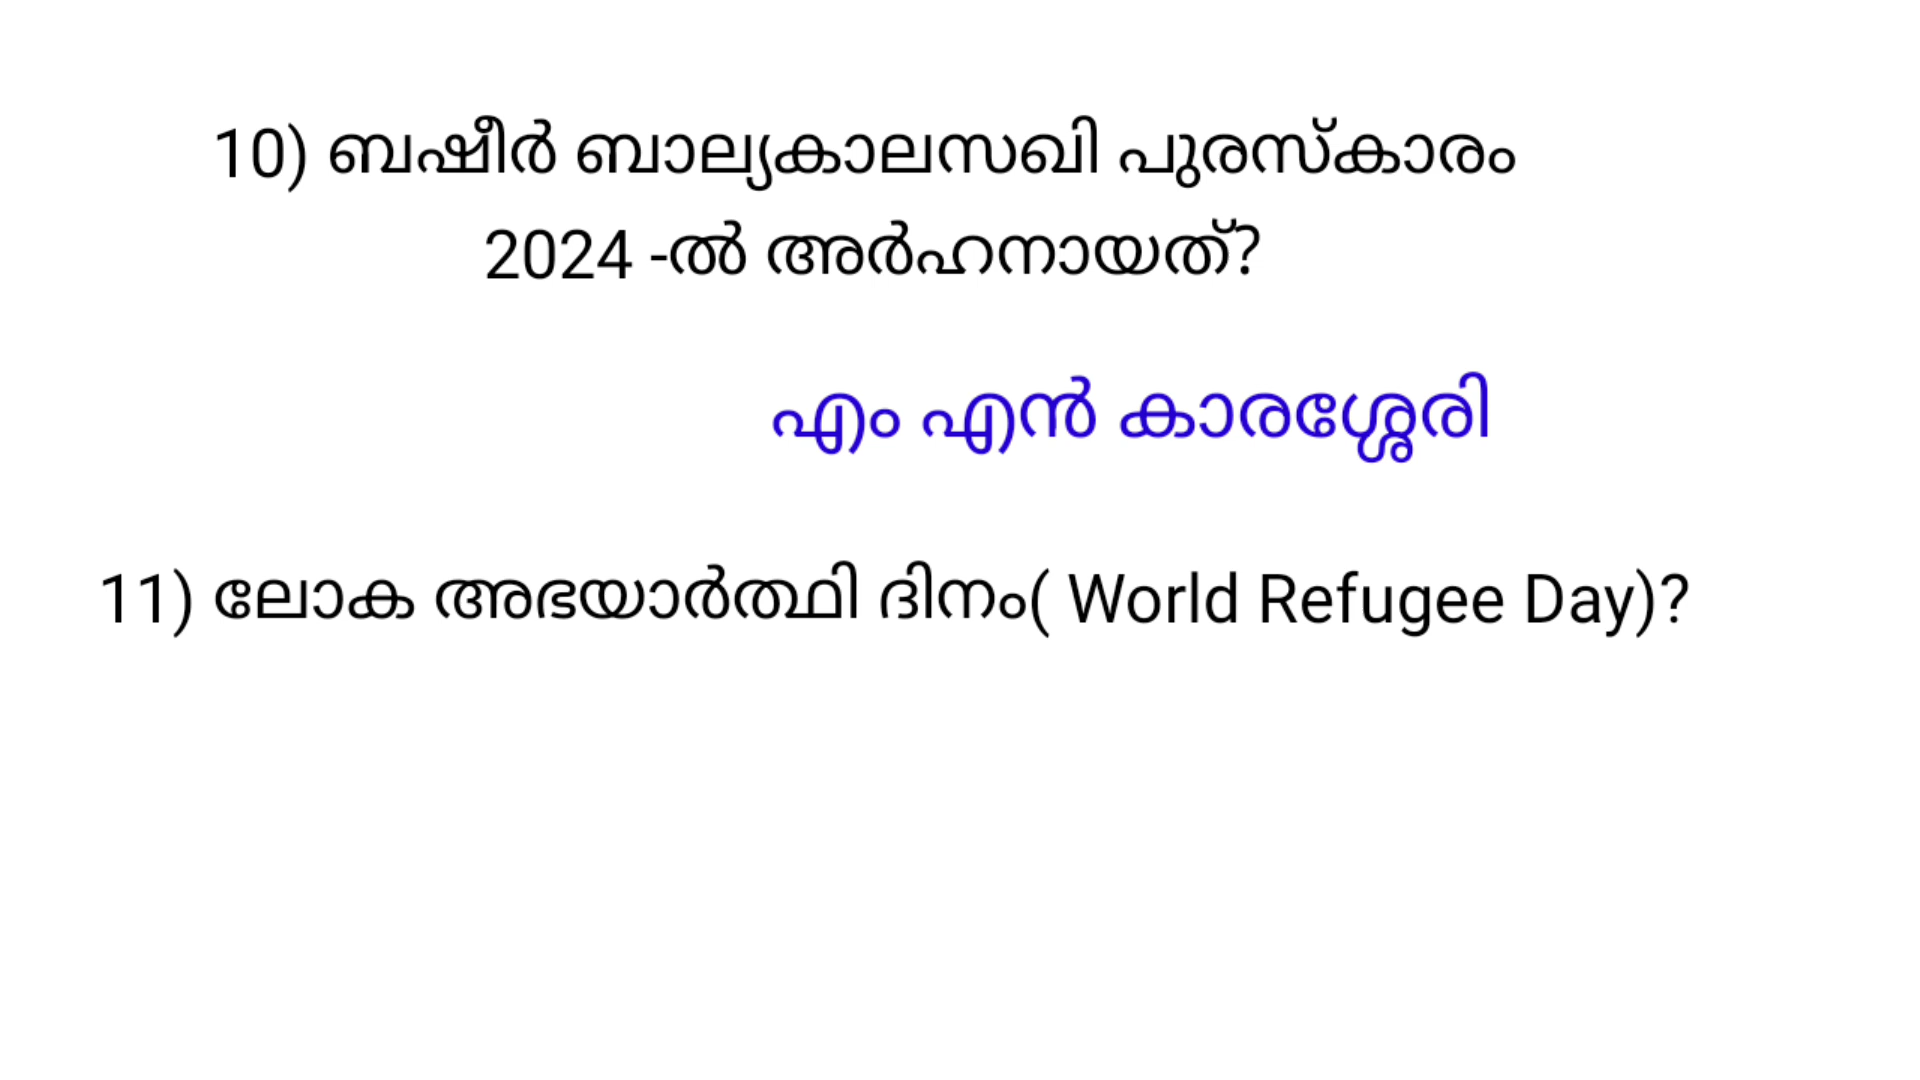 10) ബഷീർ ബാല്യകാലസഖി പുരസ്കാരം
2024 -ൽ അർഹനായത്?
എം എൻ കാരശ്ശേരി
11) ലോക അഭയാർത്ഥി ദിനം( World Refugee Day)?